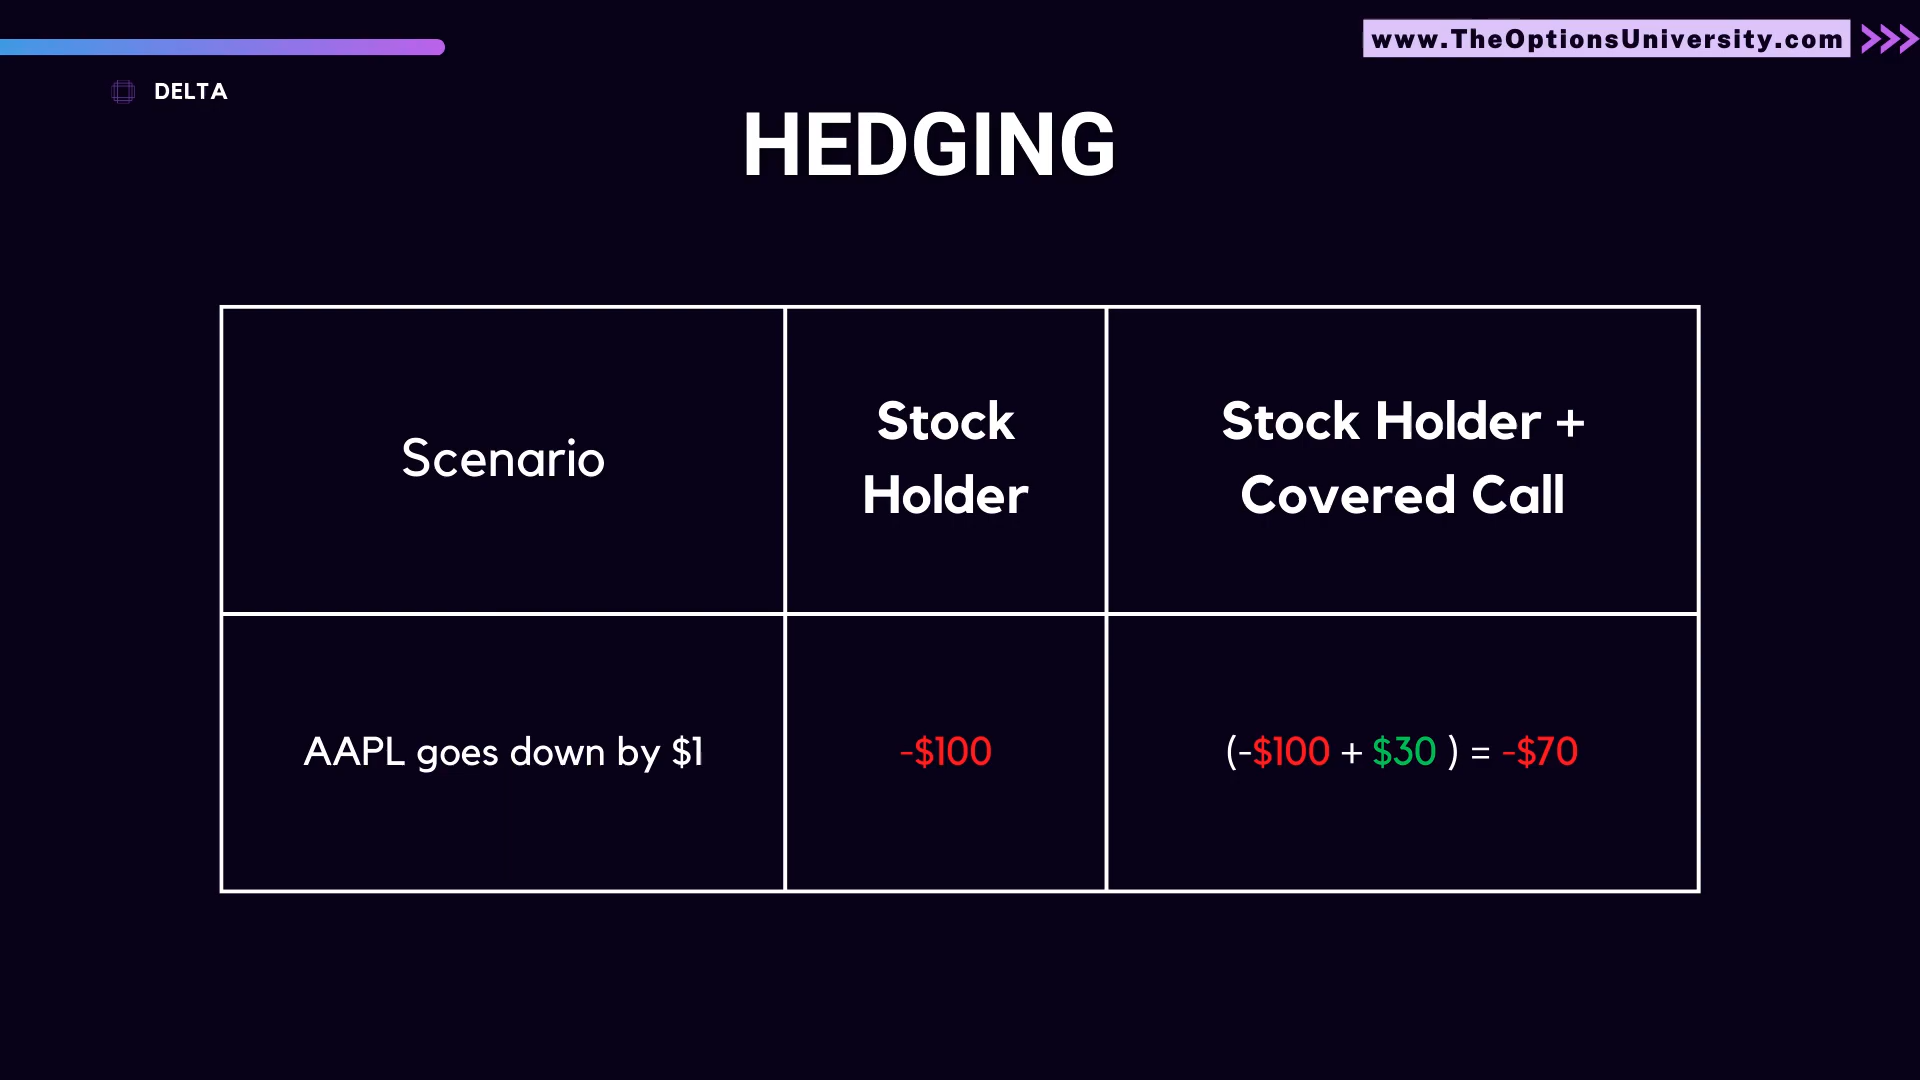 www.TheOptionsUniversity.com
DELTA
HEDGING
Scenario
Stock
Holder
Stock Holder +
Covered Call
AAPL goes down by $1
-$100
(-$100 + $30 ) = -$70